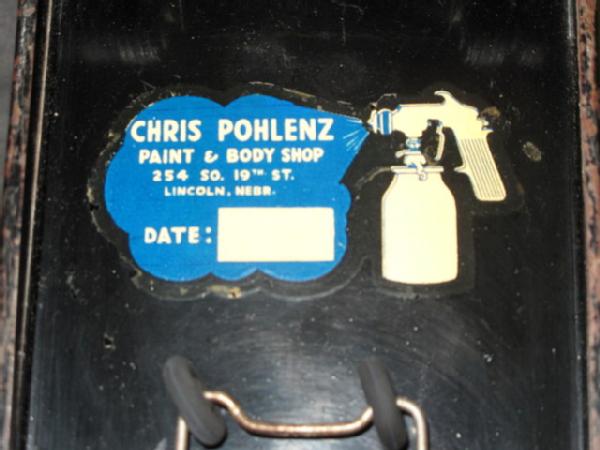 CHRIS POHLENZ
PAINT & BODY SHOP
254 SO. 19TH ST.
LINCOLN, NEBR.
DATE: